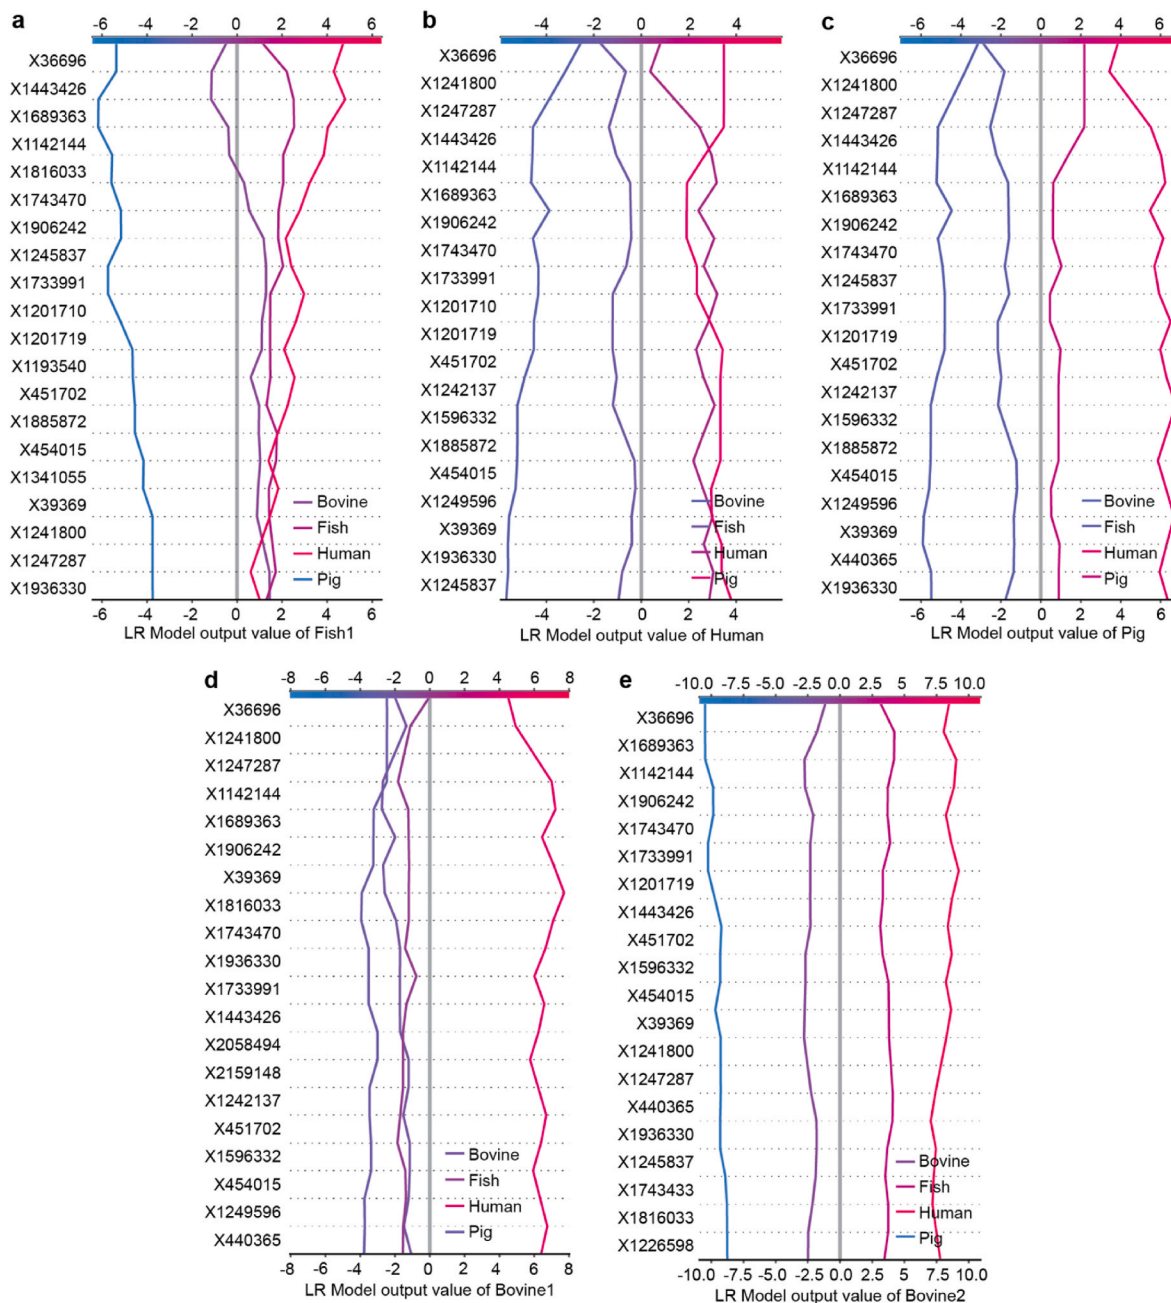 a
-6 -4 -2 0 2 4 6
X36696
X1443426
X1689363
X1142144
X1816033
X1743470
X1906242
X1245837
X1733991
X1201710
X1201719
X1193540
X451702
X1885872
X454015
X1341055
X39369
X1241800
X1247287
X1936330
Bovine
Fish
Human
Pig
-6 -4 -2 0 2 4 6
LR Model output value of Fish1
b
-4 -2 0 2 4
X36696
X1241800
X1247287
X1443426
X1142144
X1689363
X1906242
X1743470
X1733991
X1201710
X1201719
X451702
X1242137
X1596332
X1885872
X454015
X1249596
X39369
X1936330
X1245837
Bovine
Fish
Human
Pig
-4 -2 0 2 4
LR Model output value of Human
c
-6 -4 -2 0 2 4 6
X36696
X1241800
X1247287
X1443426
X1142144
X1689363
X1906242
X1743470
X1245837
X1733991
X1201719
X451702
X1242137
X1596332
X1885872
X454015
X1249596
X39369
X440365
X1936330
Bovine
Fish
Human
Pig
-6 -4 -2 0 2 4 6
LR Model output value of Pig
d
-8 -6 -4 -2 0 2 4 6 8
X36696
X1241800
X1247287
X1142144
X1689363
X1906242
X39369
X1816033
X1743470
X1936330
X1733991
X1443426
X2058494
X2159148
X1242137
X451702
X1596332
X454015
X1249596
X440365
Bovine
Fish
Human
Pig
-8 -6 -4 -2 0 2 4 6 8
LR Model output value of Bovine1
e
-10.0 -7.5 -5.0 -2.5 0.0 2.5 5 7.5 10.0
X36696
X1689363
X1142144
X1906242
X1743470
X1733991
X1201719
X1443426
X451702
X1596332
X454015
X39369
X1241800
X1247287
X440365
X1936330
X1245837
X1743433
X1816033
X1226598
Bovine
Fish
Human
Pig
-10.0 -7.5 -5.0 -2.5 0.0 2.5 5 7.5 10.0
LR Model output value of Bovine2